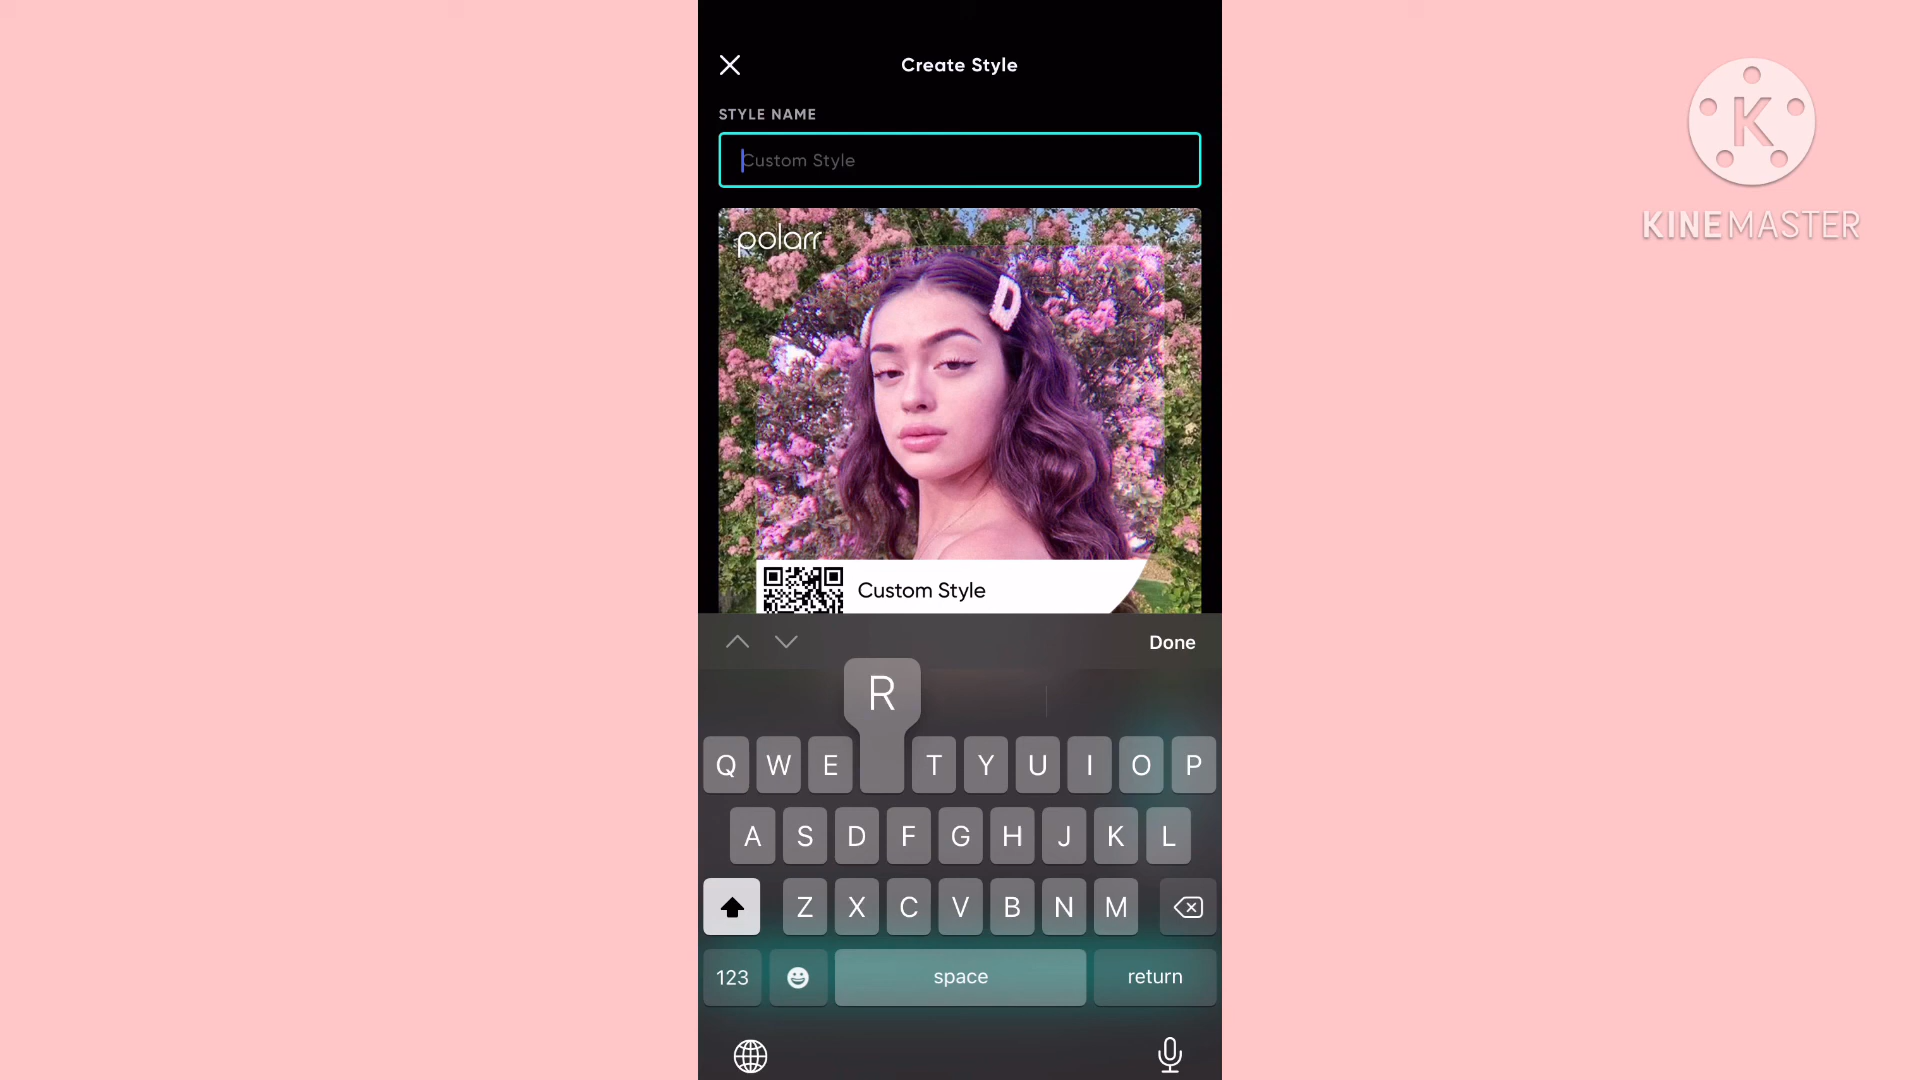 Create Style
STYLE NAME
Custom Style
polarr
Custom Style
Done
R
Q W E T Y U I O P
A S D F G H J K L
Z X C V B N M
123 space return
K
KINEMASTER